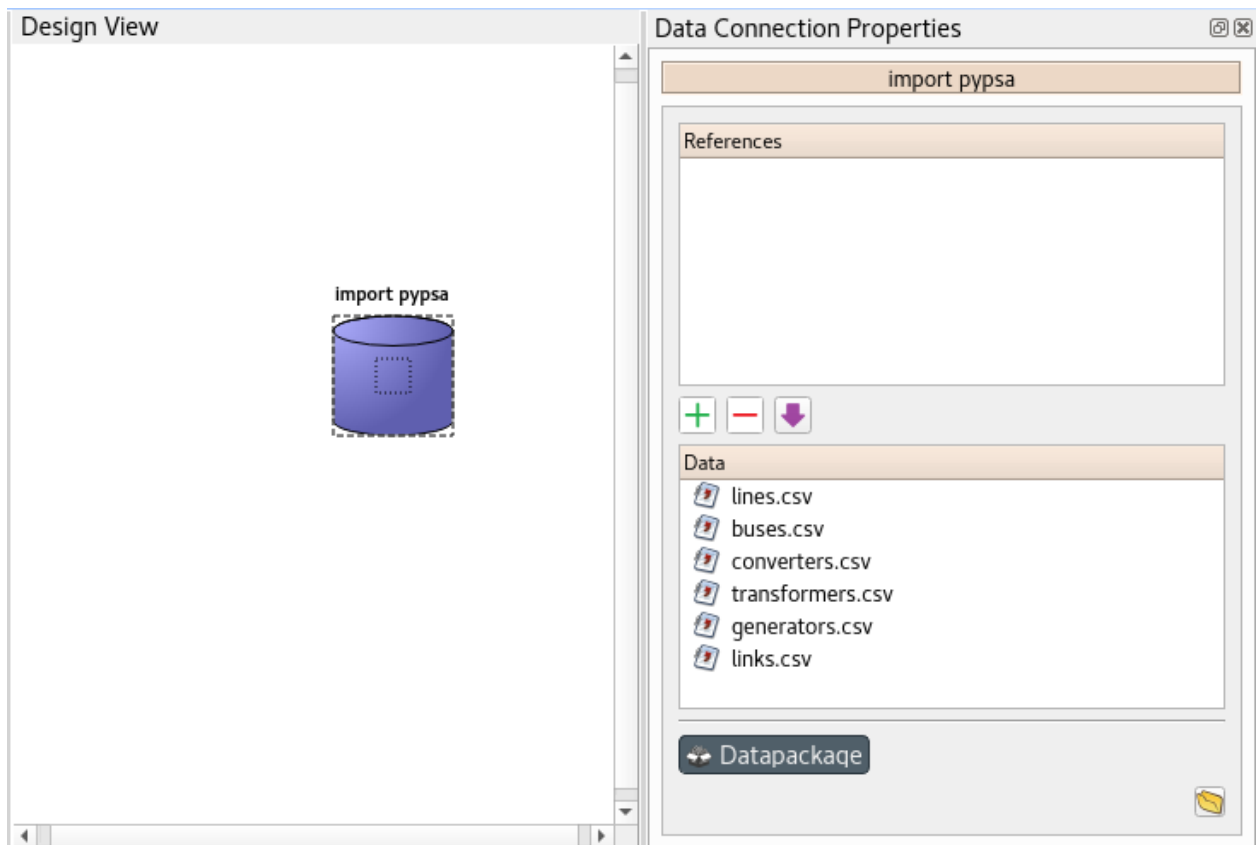 Design View
import pypsa
Data Connection Properties
import pypsa
References
Data
lines.csv
buses.csv
converters.csv
transformers.csv
generators.csv
links.csv
Datapackage